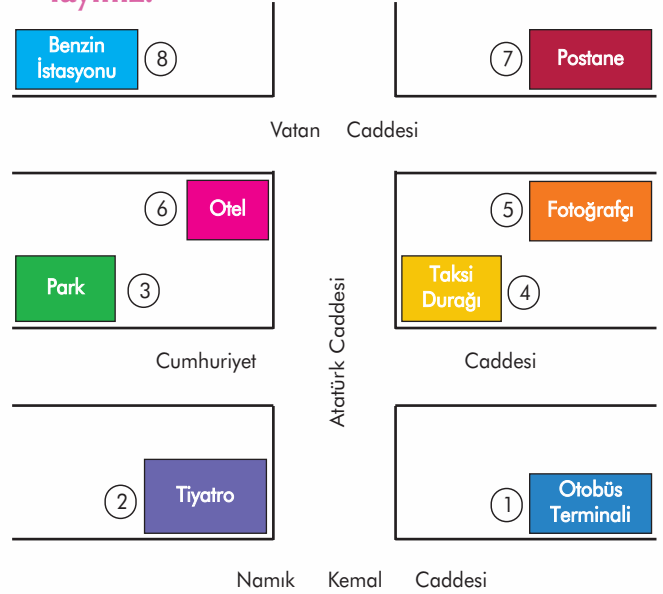 Benzin
İstasyonu
8
7
Postane
Vatan Caddesi
6
Otel
5
Fotoğrafçı
Park
3
Taksi
Durağı
4
Atatürk Caddesi
Cumhuriyet Caddesi
2
Tiyatro
1
Otobüs
Terminali
Namık Kemal Caddesi